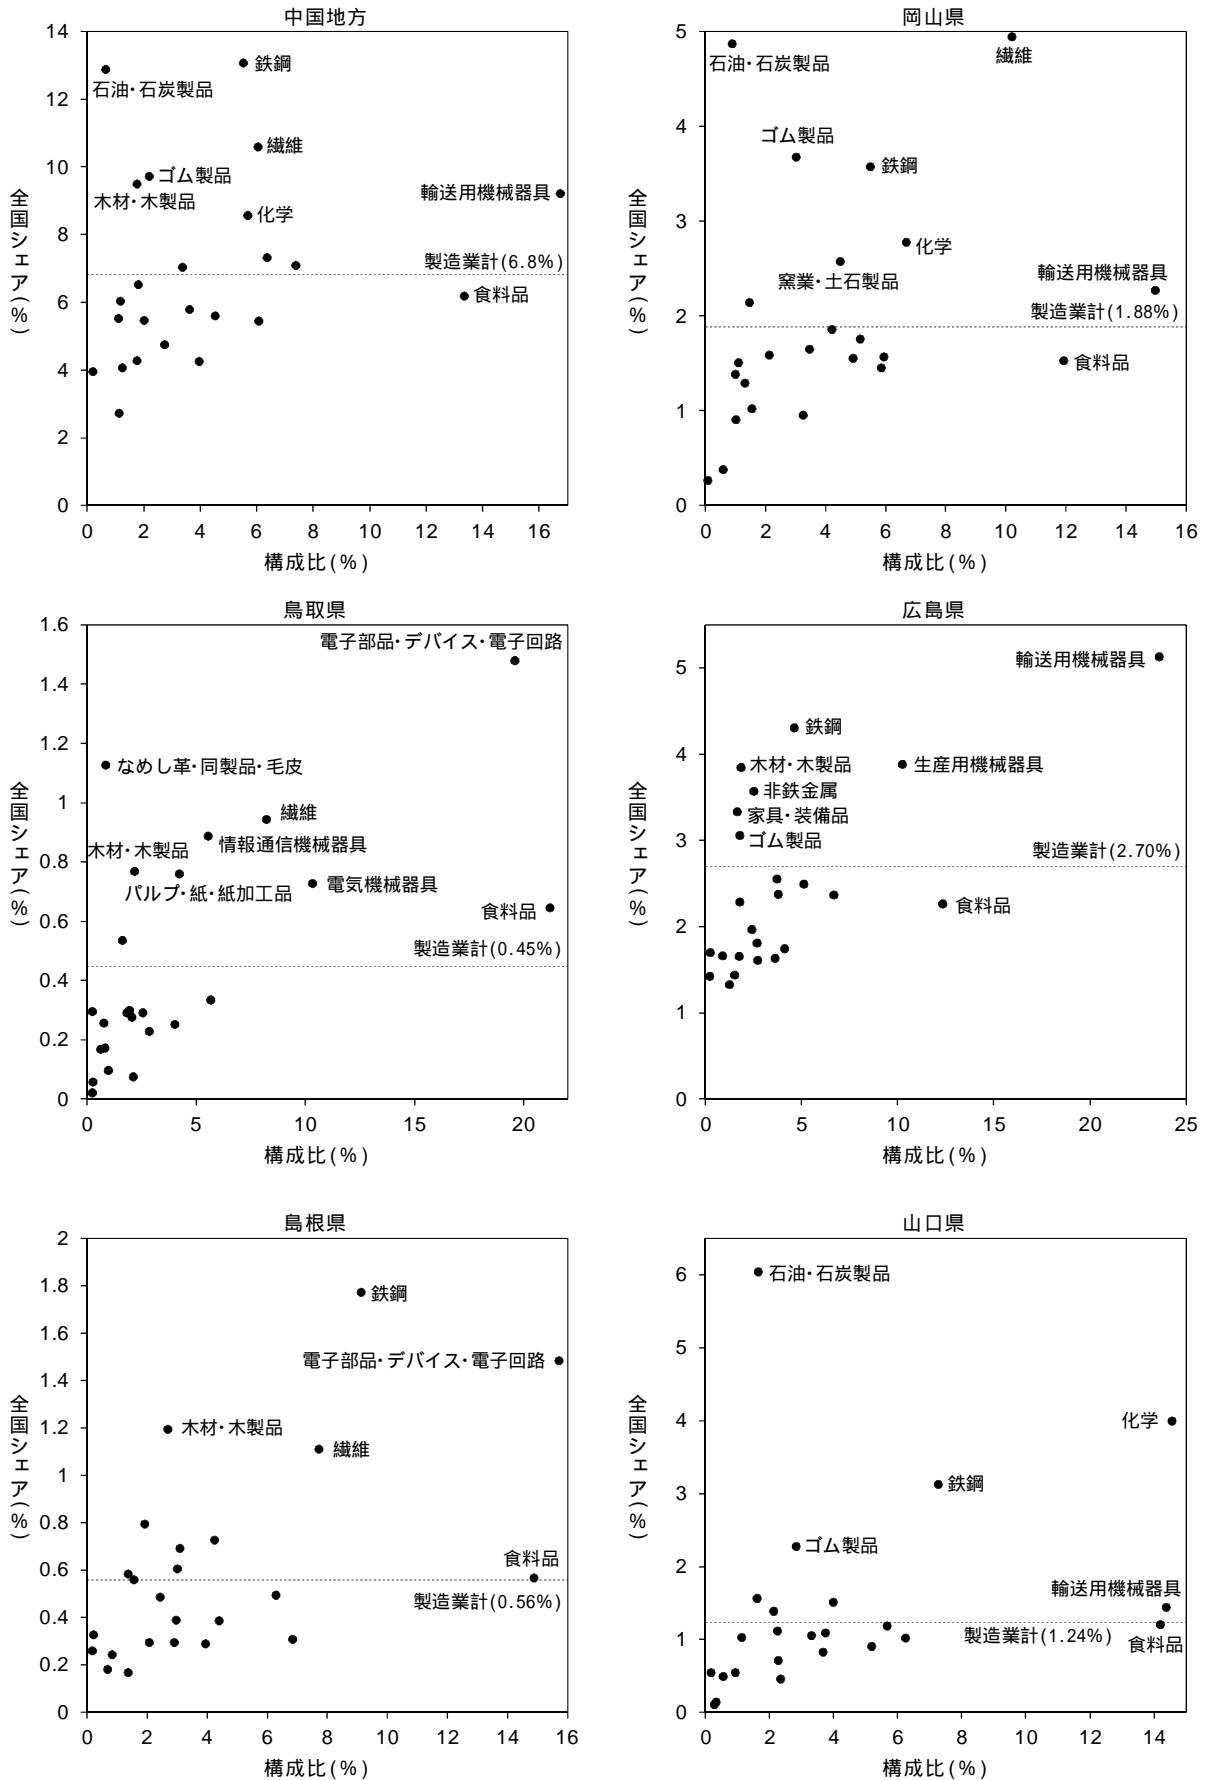 中国地方
14
12
10
8
6
4
2
0
全国シェア(%)
石油・石炭製品
鉄鋼
繊維
ゴム製品
木材・木製品
化学
輸送用機械器具
製造業計(6.8%)
食料品
0 2 4 6 8 10 12 14 16
構成比(%)
岡山県
5
4
3
2
1
0
全国シェア(%)
石油・石炭製品
繊維
ゴム製品
鉄鋼
化学
窯業・土石製品
輸送用機械器具
製造業計(1.88%)
食料品
0 2 4 6 8 10 12 14 16
構成比(%)
鳥取県
1.6
1.4
1.2
1
0.8
0.6
0.4
0.2
0
全国シェア(%)
電子部品・デバイス・電子回路
なめし革・同製品・毛皮
繊維
情報通信機械器具
木材・木製品
パルプ・紙・紙加工品
電気機械器具
食料品
製造業計(0.45%)
0 5 10 15 20
構成比(%)
広島県
5
4
3
2
1
0
全国シェア(%)
輸送用機械器具
鉄鋼
木材・木製品
生産用機械器具
非鉄金属
家具・装備品
ゴム製品
製造業計(2.70%)
食料品
0 5 10 15 20 25
構成比(%)
島根県
2
1.8
1.6
1.4
1.2
1
0.8
0.6
0.4
0.2
0
全国シェア(%)
鉄鋼
電子部品・デバイス・電子回路
木材・木製品
繊維
食料品
製造業計(0.56%)
0 2 4 6 8 10 12 14 16
構成比(%)
山口県
6
5
4
3
2
1
0
全国シェア(%)
石油・石炭製品
化学
鉄鋼
ゴム製品
輸送用機械器具
製造業計(1.24%)
食料品
0 2 4 6 8 10 12 14
構成比(%)